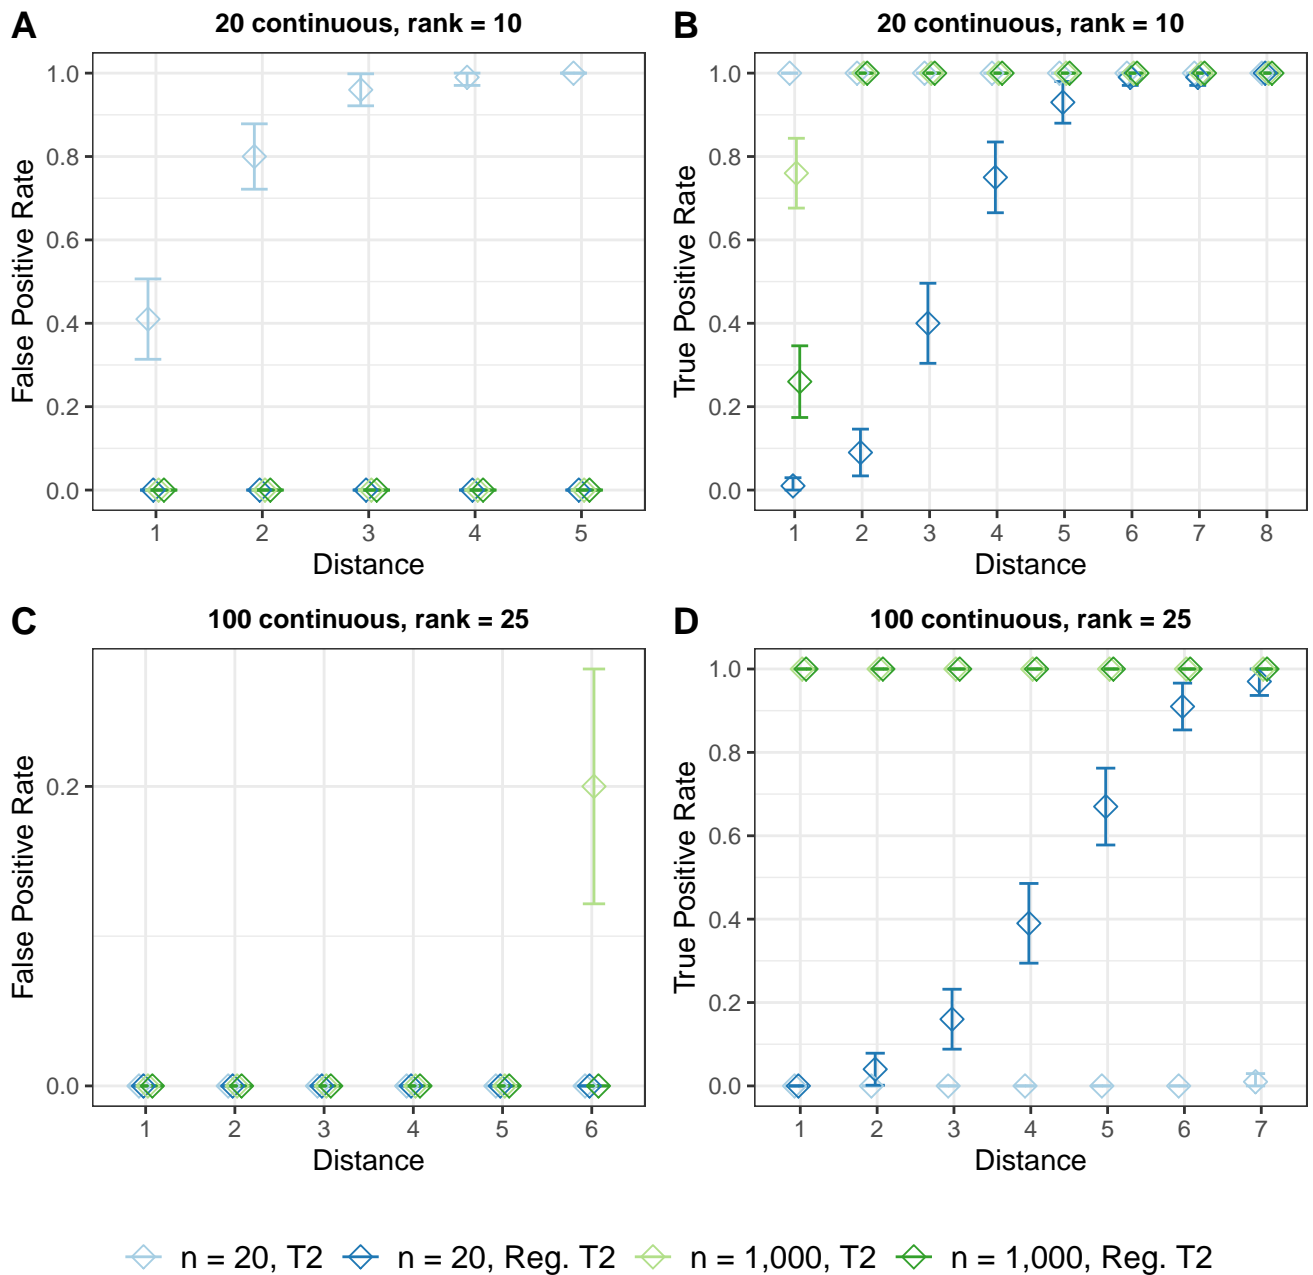 A
20 continuous, rank = 10
False Positive Rate
1.0
0.8
0.6
0.4
0.2
0.0
1 2 3 4 5
Distance
B
20 continuous, rank = 10
True Positive Rate
1.0
0.8
0.6
0.4
0.2
0.0
1 2 3 4 5 6 7 8
Distance
C
100 continuous, rank = 25
False Positive Rate
0.2
0.0
1 2 3 4 5 6
Distance
D
100 continuous, rank = 25
True Positive Rate
1.0
0.8
0.6
0.4
0.2
0.0
1 2 3 4 5 6 7
Distance
n = 20, T2 n = 20, Reg. T2 n = 1,000, T2 n = 1,000, Reg. T2